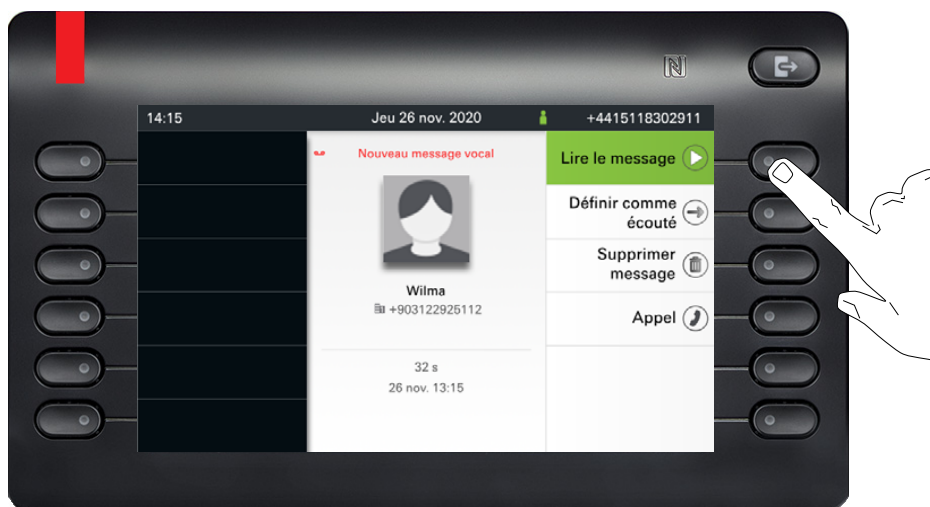 14:15
Jeu 26 nov. 2020
+4415118302911
Nouveau message vocal
Wilma
+903122925112
32 s
26 nov. 13:15
Lire le message
Définir comme
écouté
Supprimer
message
Appel